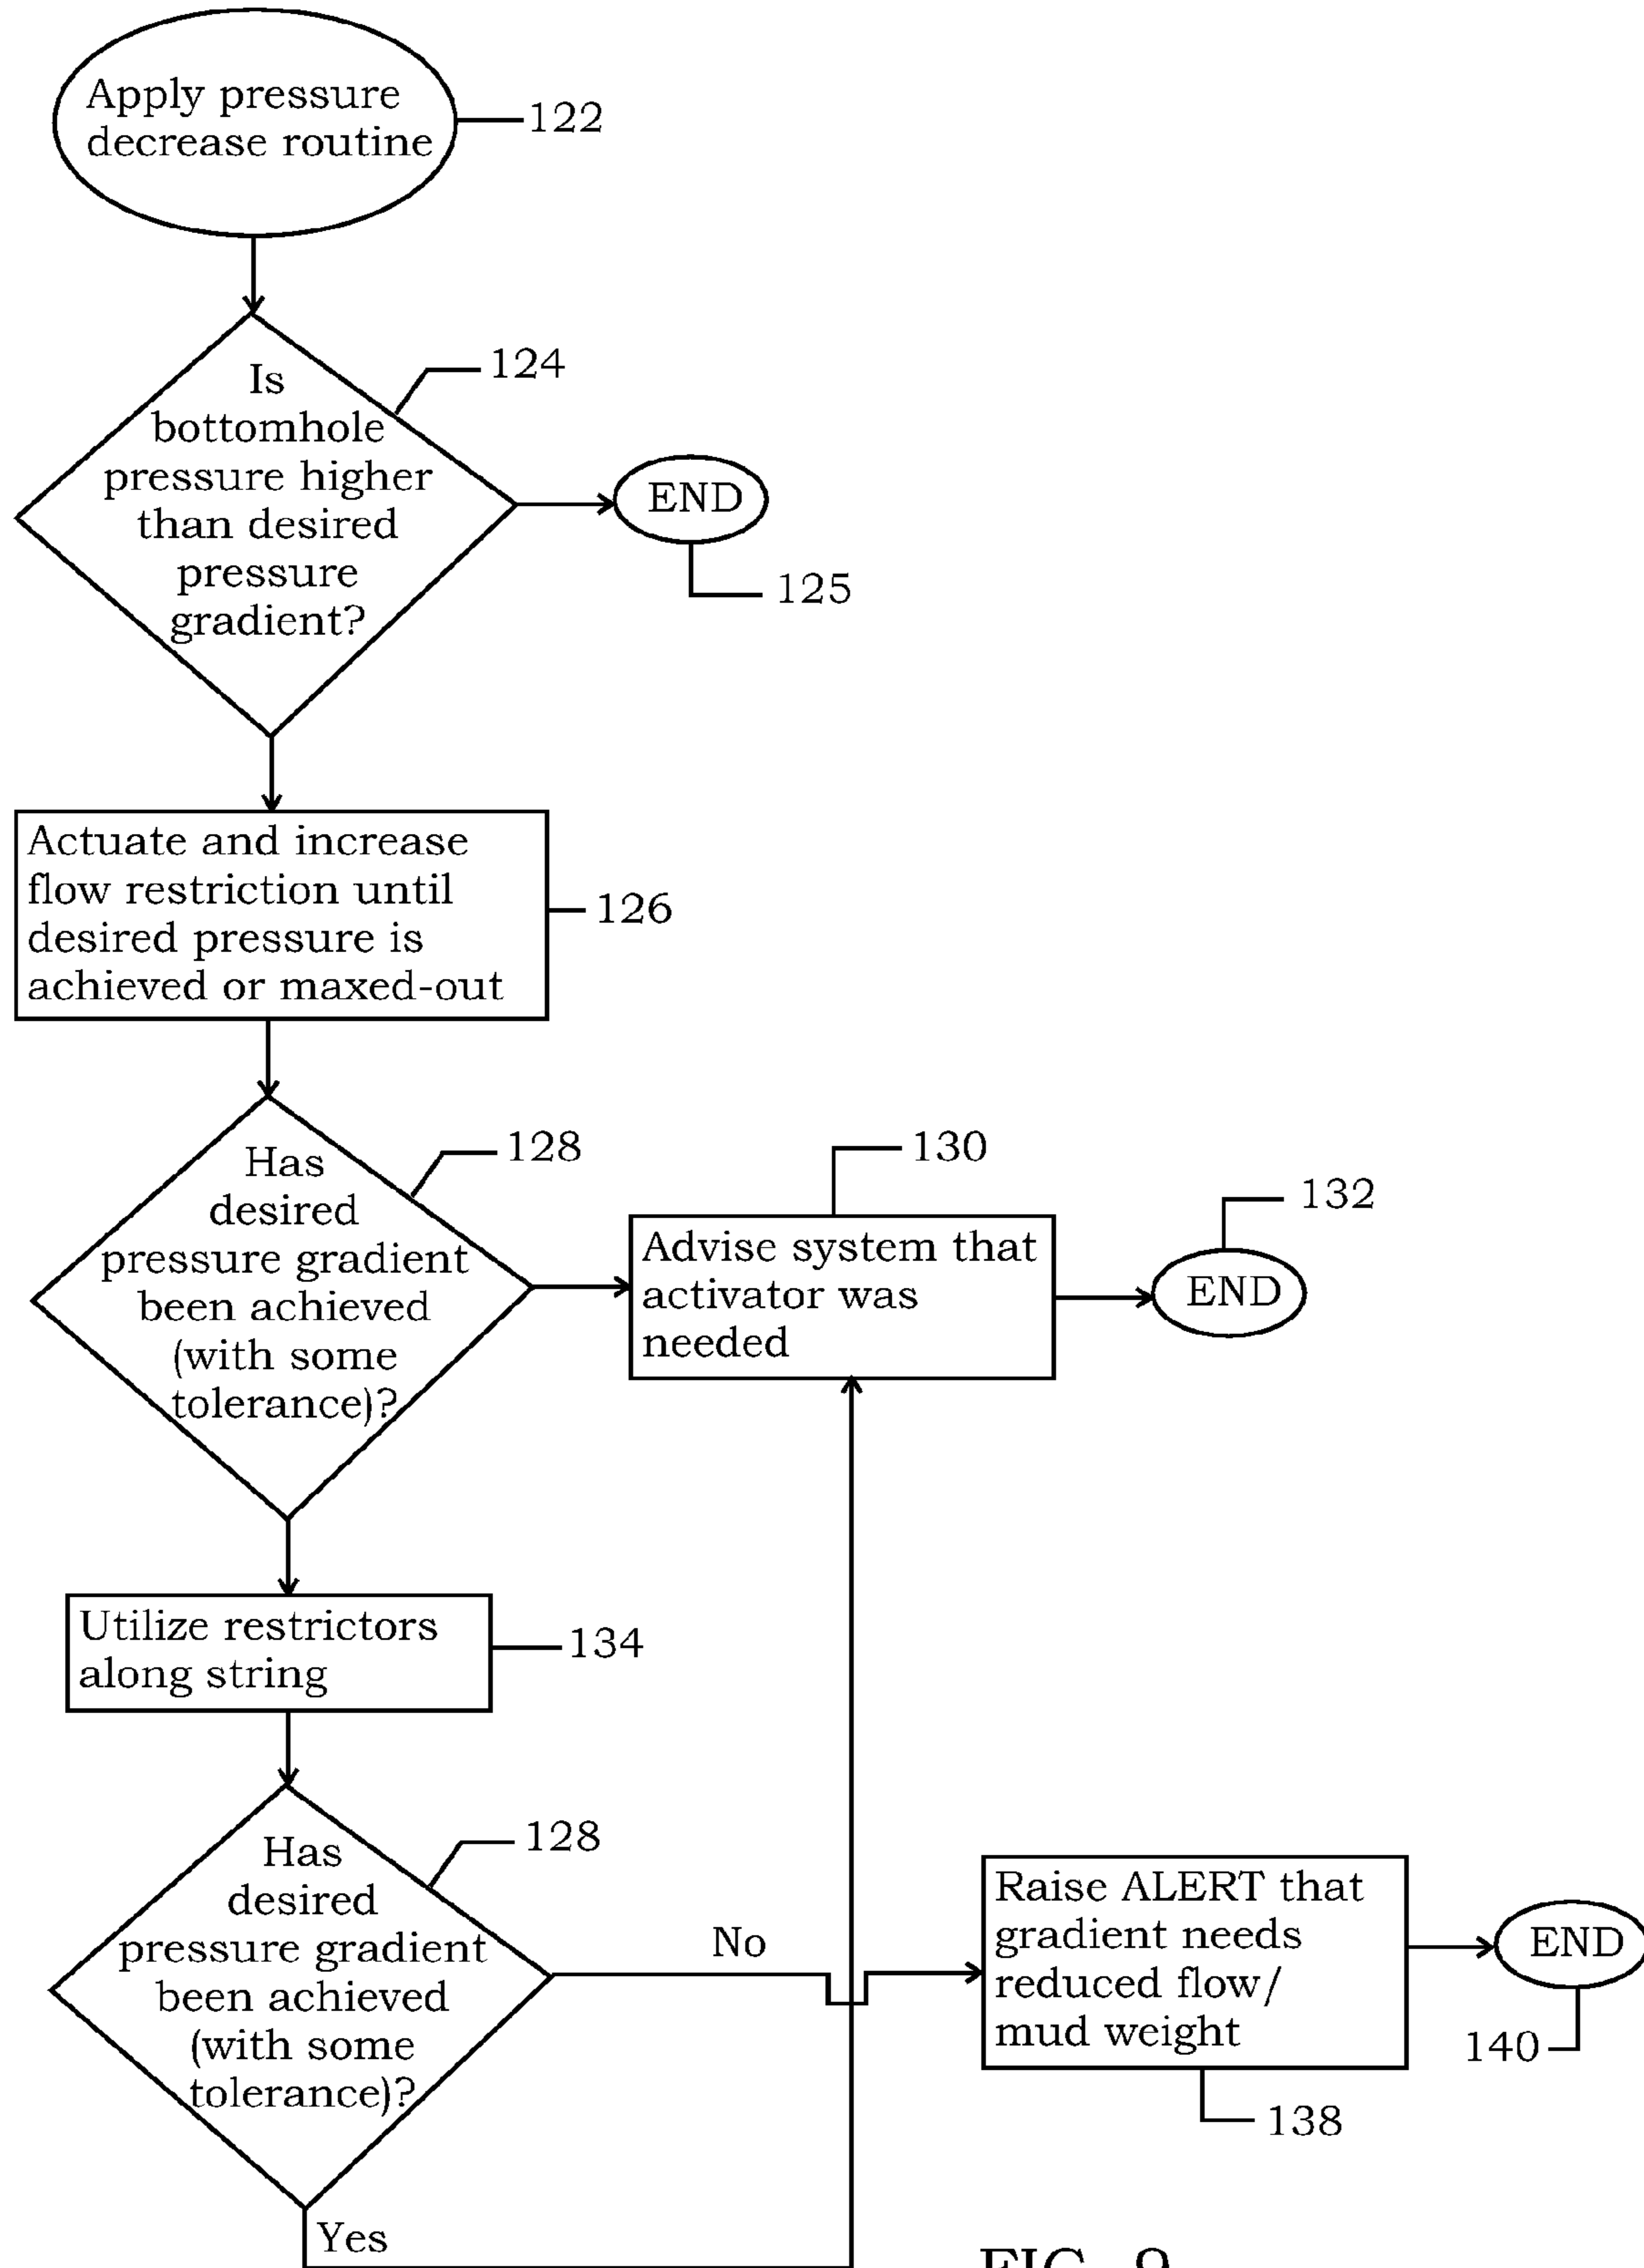 Apply pressure
decrease routine
122
Is
bottomhole
pressure higher
than desired
pressure
gradient?
124
END
125
Actuate and increase
flow restriction until
desired pressure is
achieved or maxed-out
126
Has
desired
pressure gradient
been achieved
(with some
tolerance)?
128
Advise system that
activator was
needed
130
END
132
Utilize restrictors
along string
134
Has
desired
pressure gradient
been achieved
(with some
tolerance)?
128
No
Raise ALERT that
gradient needs
reduced flow/
mud weight
138
END
140
Yes